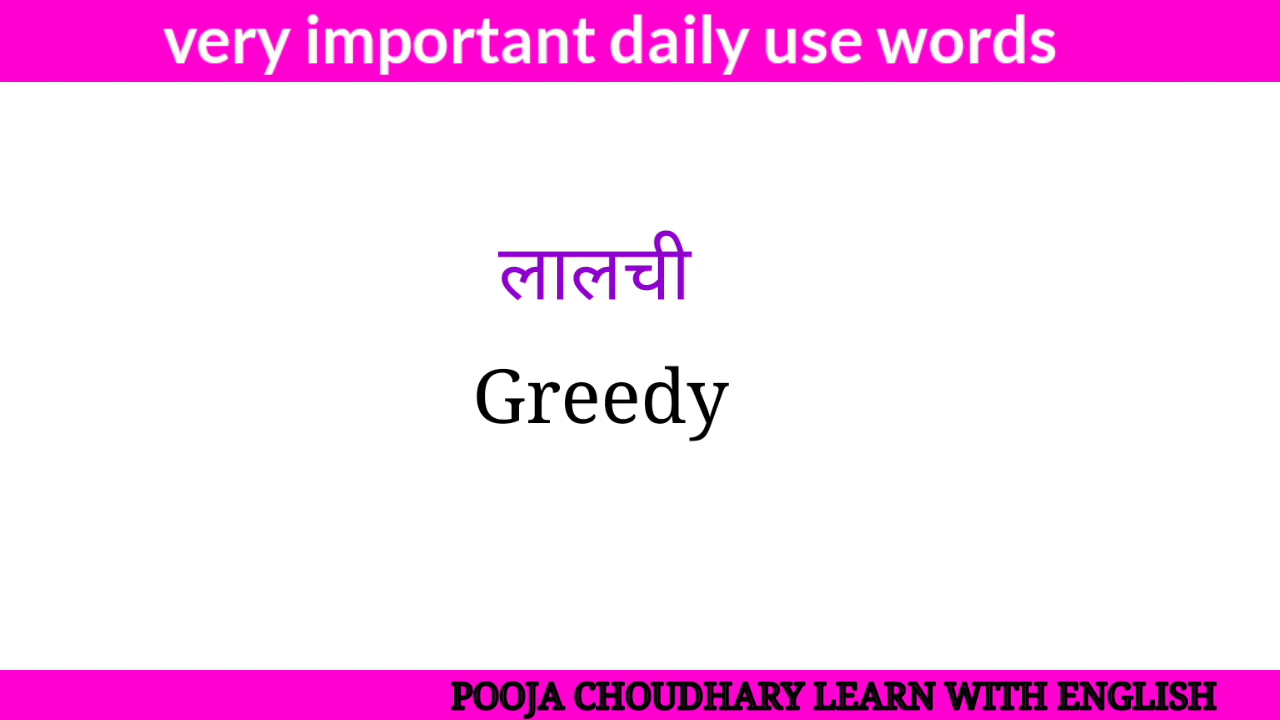 very important daily use words
लालची
Greedy
POOJA CHOUDHARY LEARN WITH ENGLISH